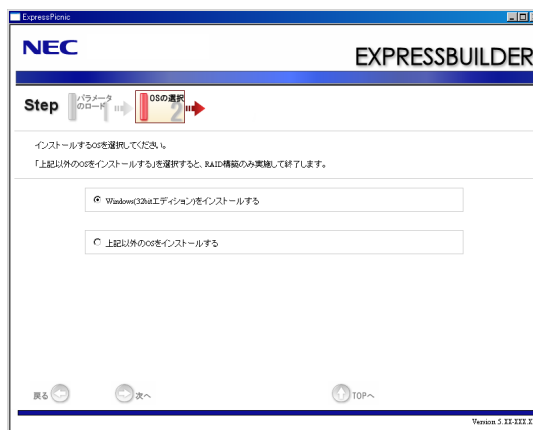 ExpressPicnic
NEC
EXPRESSBUILDER
Step パラメータのロード 1 OSの選択 2
インストールするOSを選択してください。
「上記以外のOSをインストールする」を選択すると、RAID構築のみ実施して終了します。
Windows(32bitエディション)をインストールする
上記以外のOSをインストールする
戻る 次へ TOPへ
Version 5.XX-XXX.X